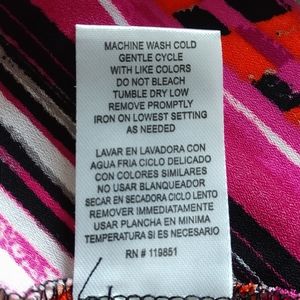 MACHINE WASH COLD
GENTLE CYCLE
WITH LIKE COLORS
DO NOT BLEACH
TUMBLE DRY LOW
REMOVE PROMPTLY
IRON ON LOWEST SETTING
AS NEEDED
LAVAR EN LAVADORA CON
AGUA FRIA CICLO DELICADO
CON COLORES SIMILARES
NO USAR BLANQUEADOR
SECAR EN SECADORA CICLO LENTO
REMOVER IMMEDIATAMENTE
USAR PLANCHA EN MINIMA
TEMPERATURA SI ES NECESARIO
RN # 119851